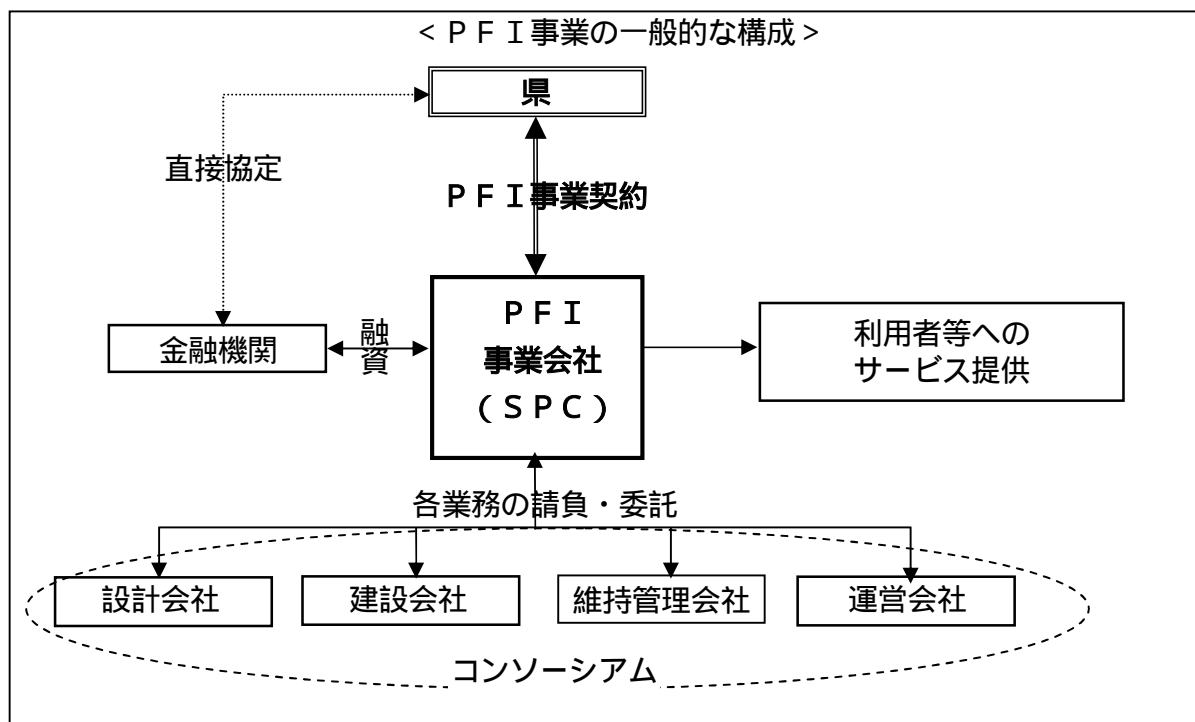 <ＰＦＩ事業の一般的な構成>
県
直接協定
ＰＦＩ事業契約
ＰＦＩ
事業会社
(ＳＰＣ)
融
資
金融機関
利用者等への
サービス提供
各業務の請負・委託
設計会社
建設会社
維持管理会社
運営会社
コンソーシアム